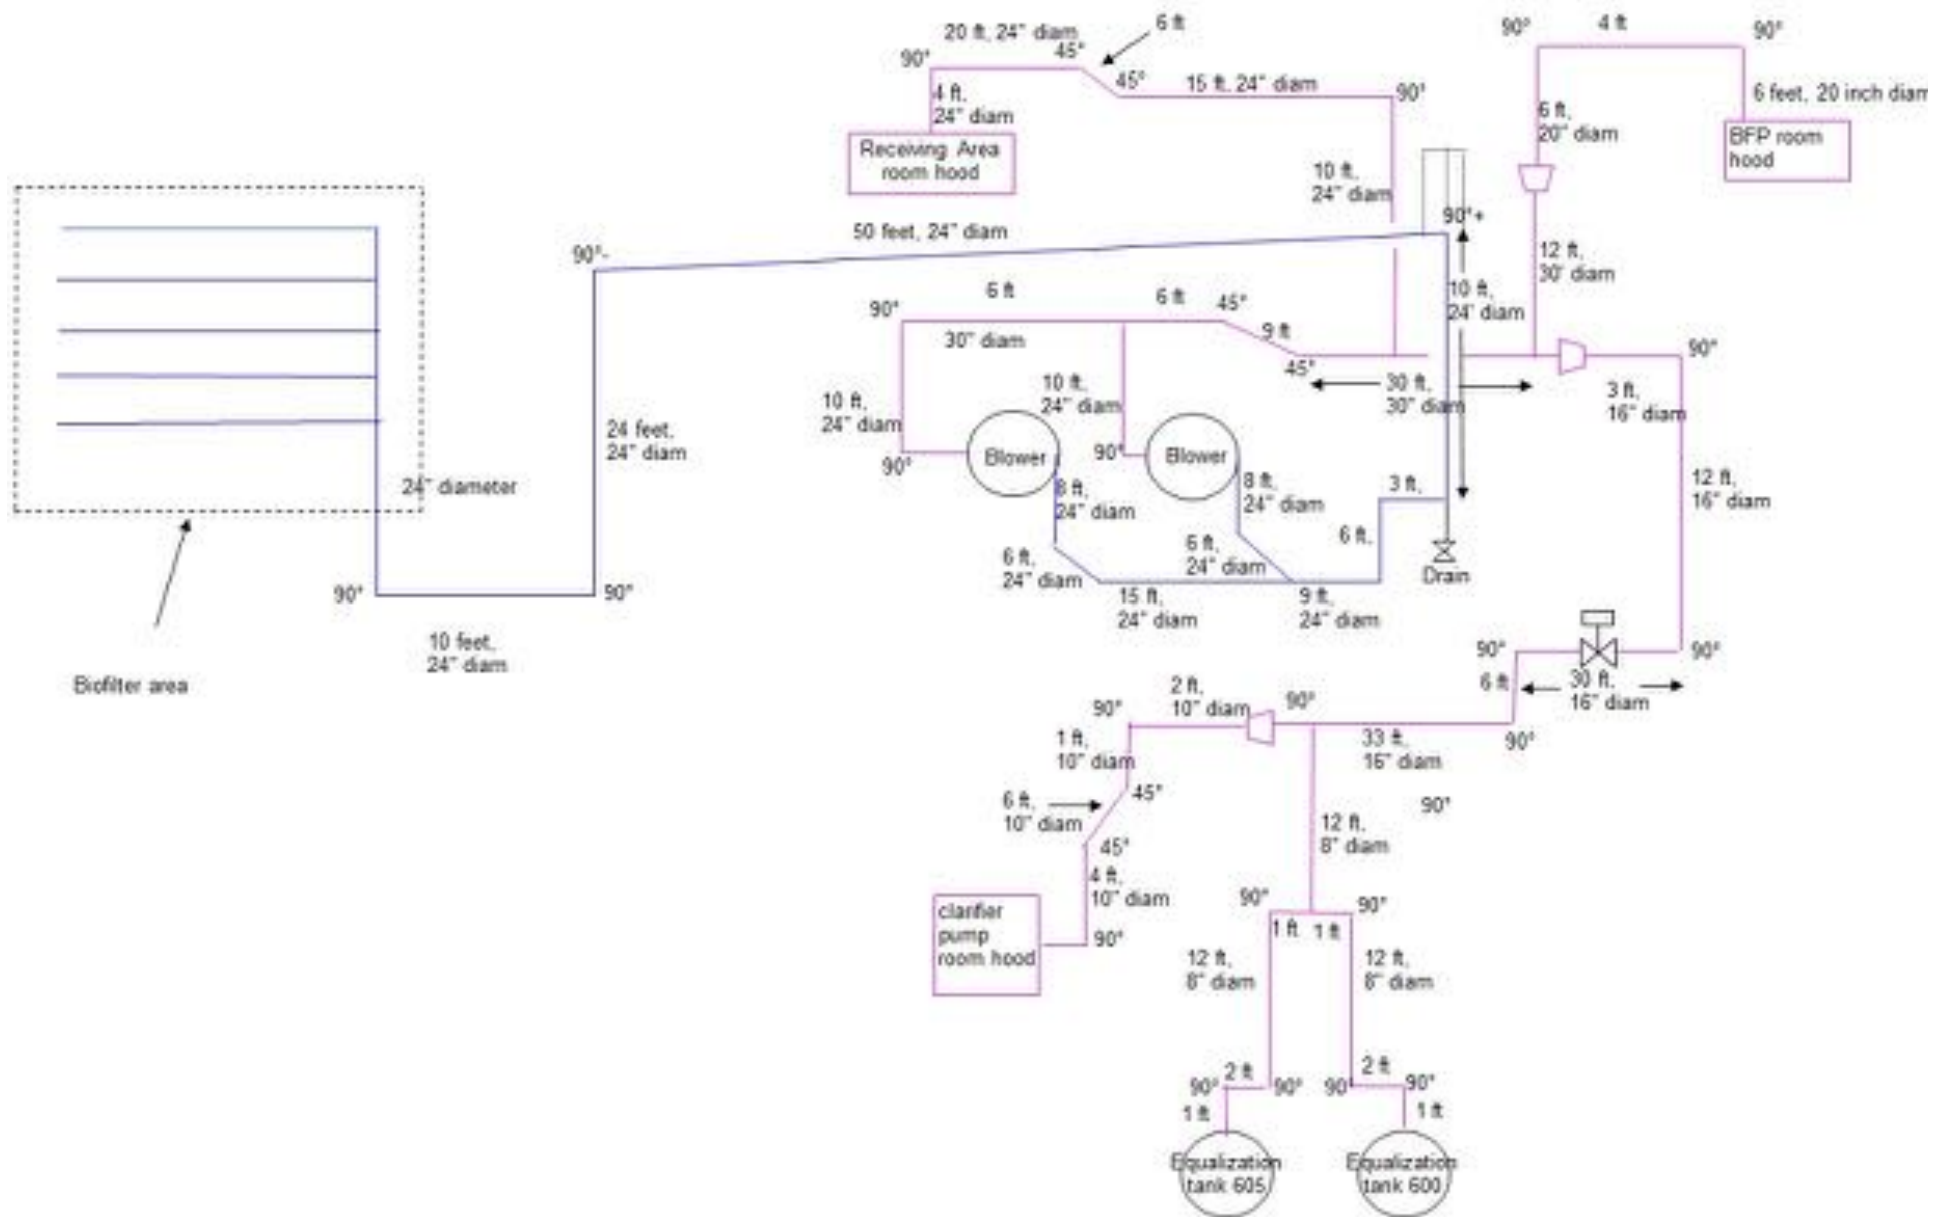 20 ft, 24" diam
6 ft
90°
45°
45°
15 ft, 24" diam
90°
4 ft,
24" diam
Receiving Area
room hood
10 ft,
24" diam
90°
4 ft
90°
6 feet, 20 inch diam
6 ft,
20" diam
BFP room
hood
90°+
50 feet, 24" diam
90°-
12 ft,
30' diam
10 ft,
24' diam
90°
6 ft
30" diam
6 ft
45°
9 ft
45°
30 ft,
30" diam
90°
3 ft,
16" diam
10 ft,
24" diam
90°
10 ft,
24" diam
90°
Blower
Blower
8 ft,
24" diam
8 ft,
24" diam
3 ft,
6 ft,
6 ft,
24" diam
6 ft,
24" diam
15 ft,
24" diam
9 ft,
24" diam
Drain
12 ft,
16" diam
24 feet,
24" diam
24" diameter
90°
90°
10 feet,
24" diam
Biofilter area
90°
90°
6 ft
30 ft,
16" diam
90°
2 ft,
10" diam
90°
90°
1 ft,
10" diam
33 ft,
16" diam
45°
6 ft,
10" diam
90°
45°
12 ft,
8" diam
4 ft,
10" diam
clarifier
pump
room hood
90°
90°
90°
1 ft
1 ft
12 ft,
8" diam
12 ft,
8" diam
2 ft
2 ft
90°
90°
90°
90°
1 ft
1 ft
Equalization
tank 605
Equalization
tank 600